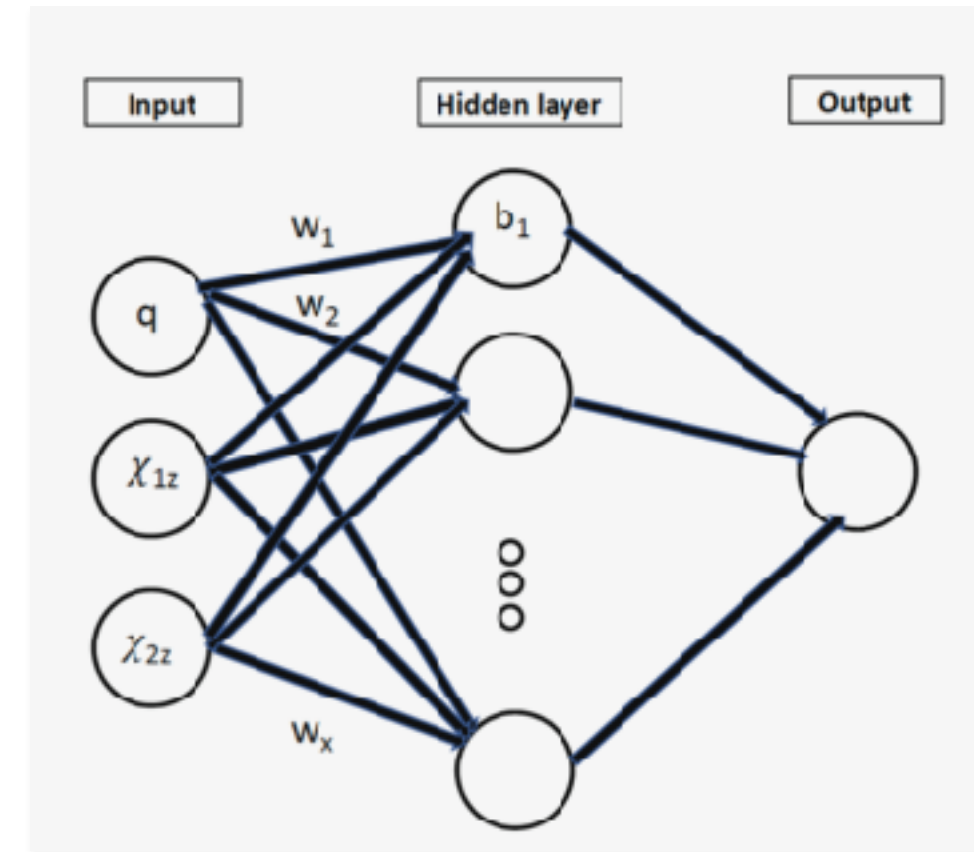 Input
Hidden layer
Output
w₁
b₁
w₂
q
χ₁z
χ₂z
wₓ